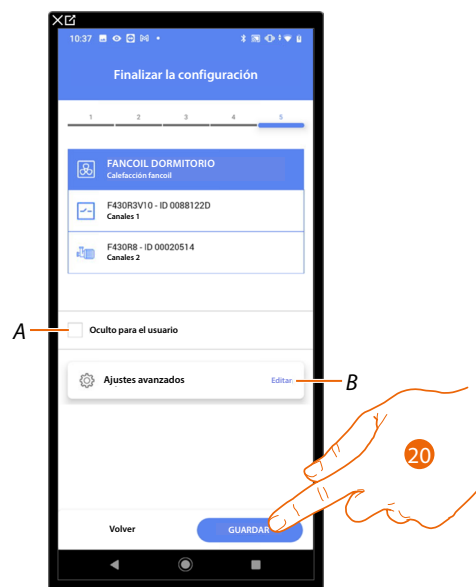 10:37
Finalizar la configuración
1 2 3 4 5
FANCOIL DORMITORIO
Calefacción fancoil
F430R3V10 - ID 0088122D
Canales 1
F430R8 - ID 00020514
Canales 2
A
Oculto para el usuario
Ajustes avanzados
Editar
B
20
Volver
GUARDAR